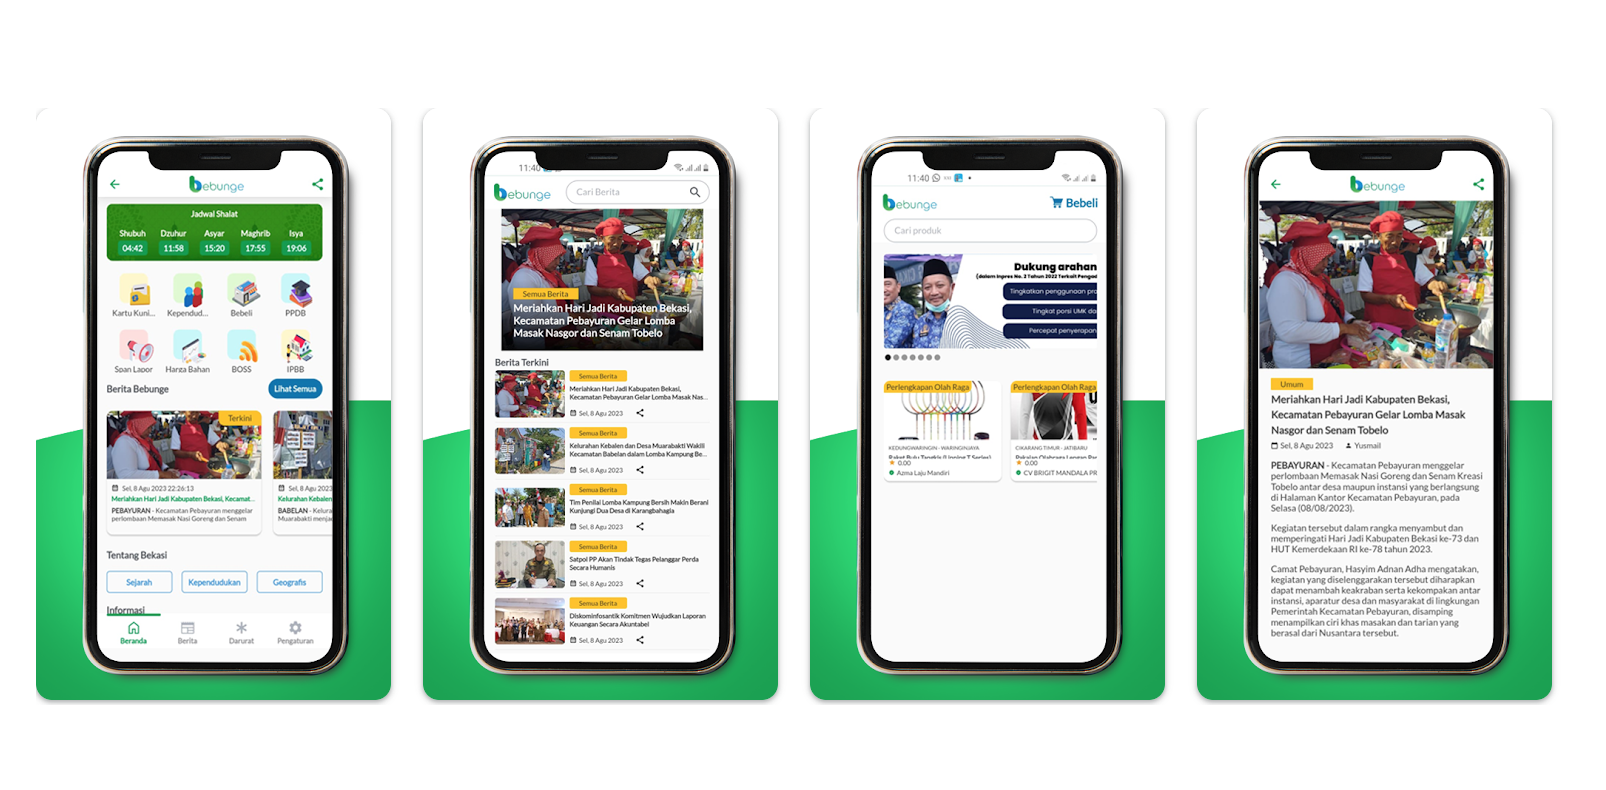 bebunge
Jadwal Shalat
Shubuh Dzuhur Asyar Maghrib Isya
04:42 11:58 15:20 17:55 19:06
Kartu Kuni... Kependud... Bebeli PPDB
Span Lapor Harga Bahan BOSS IPBB
Berita Bebunge Lihat Semua
Terkini
Sel, 8 Agu 2023 22:26:13
Meriahkan Hari Jadi Kabupaten Bekasi, Kecamat...
PEBAYURAN - Kecamatan Pebayuran menggelar
perlombaan Memasak Nasi Goreng dan Senam
Sel, 8 Agu
Kelurahan Kebalen
BABELAN - Kelura
Muarabakti menja
Tentang Bekasi
Sejarah Kependudukan Geografis
Informasi
Beranda Berita Darurat Pengaturan
11:40
bebunge Cari Berita
Semua Berita
Meriahkan Hari Jadi Kabupaten Bekasi,
Kecamatan Pebayuran Gelar Lomba
Masak Nasgor dan Senam Tobelo
Berita Terkini
Semua Berita
Meriahkan Hari Jadi Kabupaten Bekasi,
Kecamatan Pebayuran Gelar Lomba Masak Nas...
Sel, 8 Agu 2023
Semua Berita
Kelurahan Kebalen dan Desa Muarabakti Wakili
Kecamatan Babelan dalam Lomba Kampung Be...
Sel, 8 Agu 2023
Semua Berita
Tim Penilai Lomba Kampung Bersih Makin Berani
Kunjungi Dua Desa di Karangbahagia
Sel, 8 Agu 2023
Semua Berita
Satpol PP Akan Tindak Tegas Pelanggar Perda
Secara Humanis
Sel, 8 Agu 2023
Semua Berita
Diskominfosantik Komitmen Wujudkan Laporan
Keuangan Secara Akuntabel
Sel, 8 Agu 2023
11:40
bebunge Bebeli
Cari produk
Dukung arahan
(dalam Inpres No. 2 Tahun 2022 Terkait Pengad
Tingkatkan penggunaan pro
Tingkat porsi UMK da
Percepat penyerapan
Perlengkapan Olah Raga
KEDUNGWARINGIN - WARINGINJAYA
Raket Bulu Tangkis (Lining T Series)
0.00
Azma Laju Mandiri
Perlengkapan Olah Raga
CIKARANG TIMUR - JATIBARU
Pakaian Olahraga Lengan Pan
0.00
CV BRIGIT MANDALA PR
bebunge
Umum
Meriahkan Hari Jadi Kabupaten Bekasi,
Kecamatan Pebayuran Gelar Lomba Masak
Nasgor dan Senam Tobelo
Sel, 8 Agu 2023 Yusmail
PEBAYURAN - Kecamatan Pebayuran menggelar
perlombaan Memasak Nasi Goreng dan Senam Kreasi
Tobelo antar desa maupun instansi yang berlangsung
di Halaman Kantor Kecamatan Pebayuran, pada
Selasa (08/08/2023).
Kegiatan tersebut dalam rangka menyambut dan
memperingati Hari Jadi Kabupaten Bekasi ke-73 dan
HUT Kemerdekaan RI ke-78 tahun 2023.
Camat Pebayuran, Hasyim Adnan Adha mengatakan,
kegiatan yang diselenggarakan tersebut diharapkan
dapat menambah keakraban serta kekompakan antar
instansi, aparatur desa dan masyarakat di lingkungan
Pemerintah Kecamatan Pebayuran, disamping
menampilkan ciri khas masakan dan tarian yang
berasal dari Nusantara tersebut.